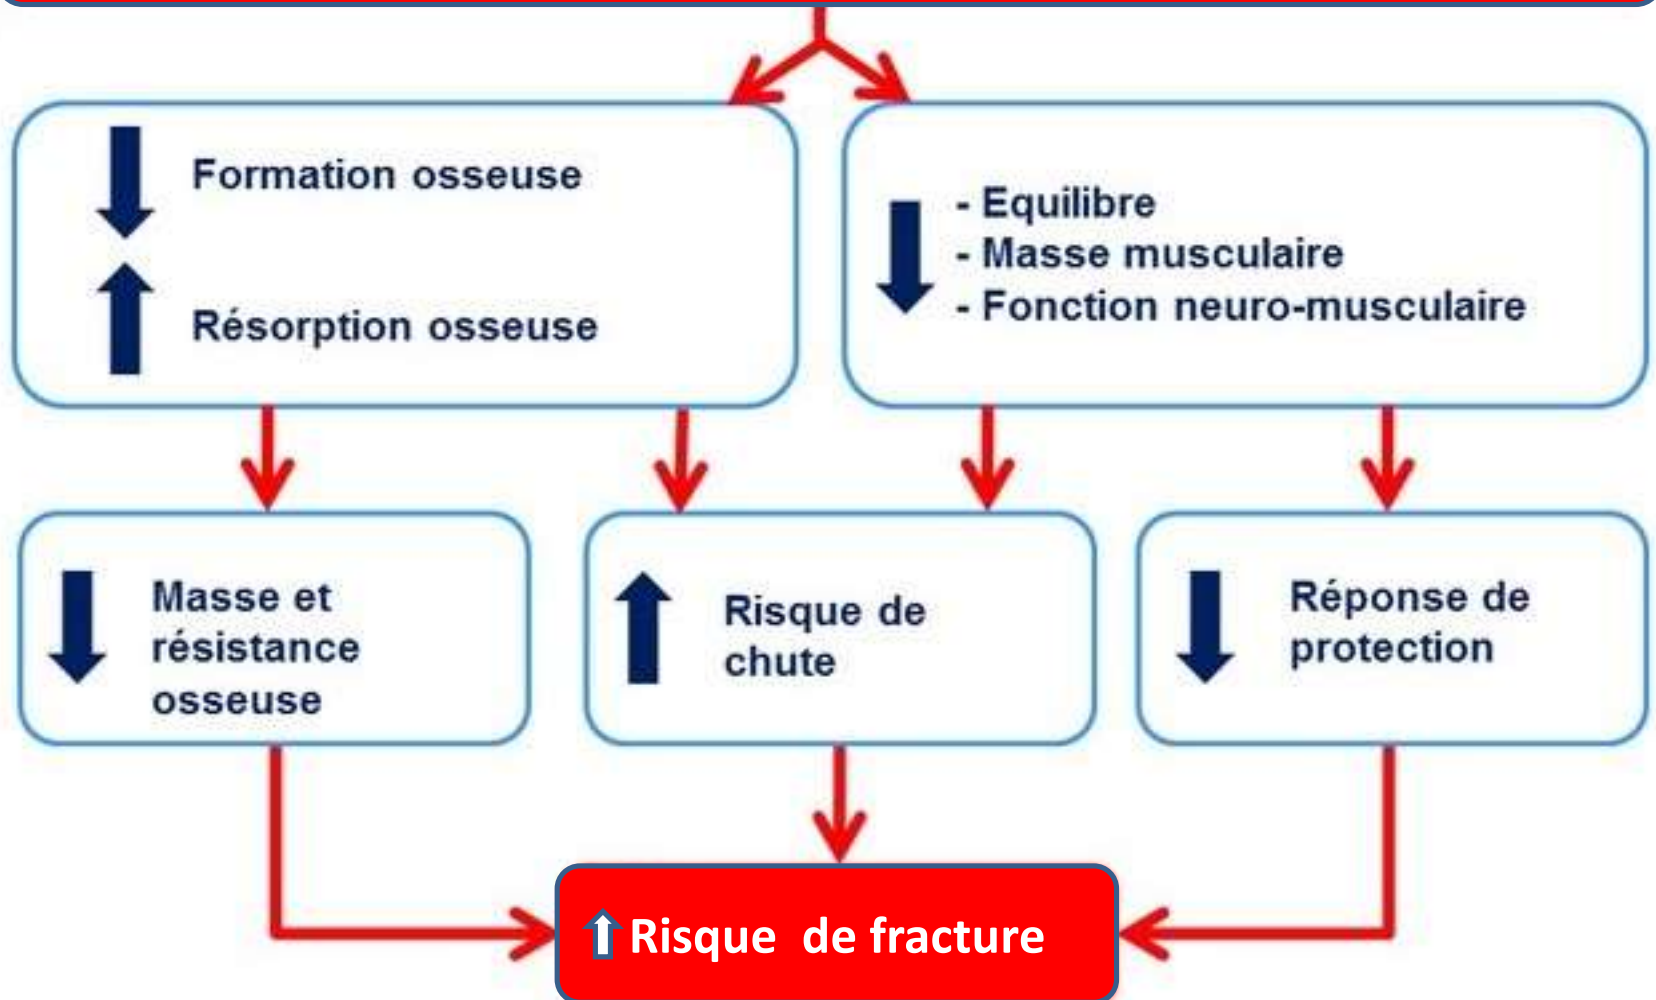 Formation osseuse
Résorption osseuse
- Equilibre
- Masse musculaire
- Fonction neuro-musculaire
Masse et
résistance
osseuse
Risque de
chute
Réponse de
protection
Risque de fracture